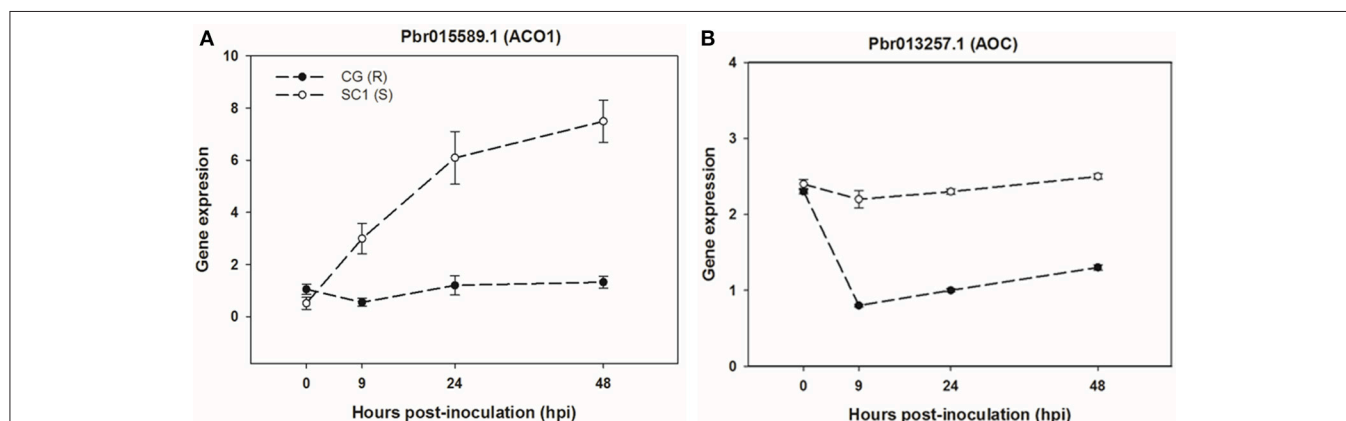 A
Pbr015589.1 (ACO1)
10
8
6
4
2
0
Gene expresion
CG (R)
SC1 (S)
0 9 24 48
Hours post-inoculation (hpi)
B
Pbr013257.1 (AOC)
4
3
2
1
0
Gene expression
0 9 24 48
Hours post-inoculation (hpi)